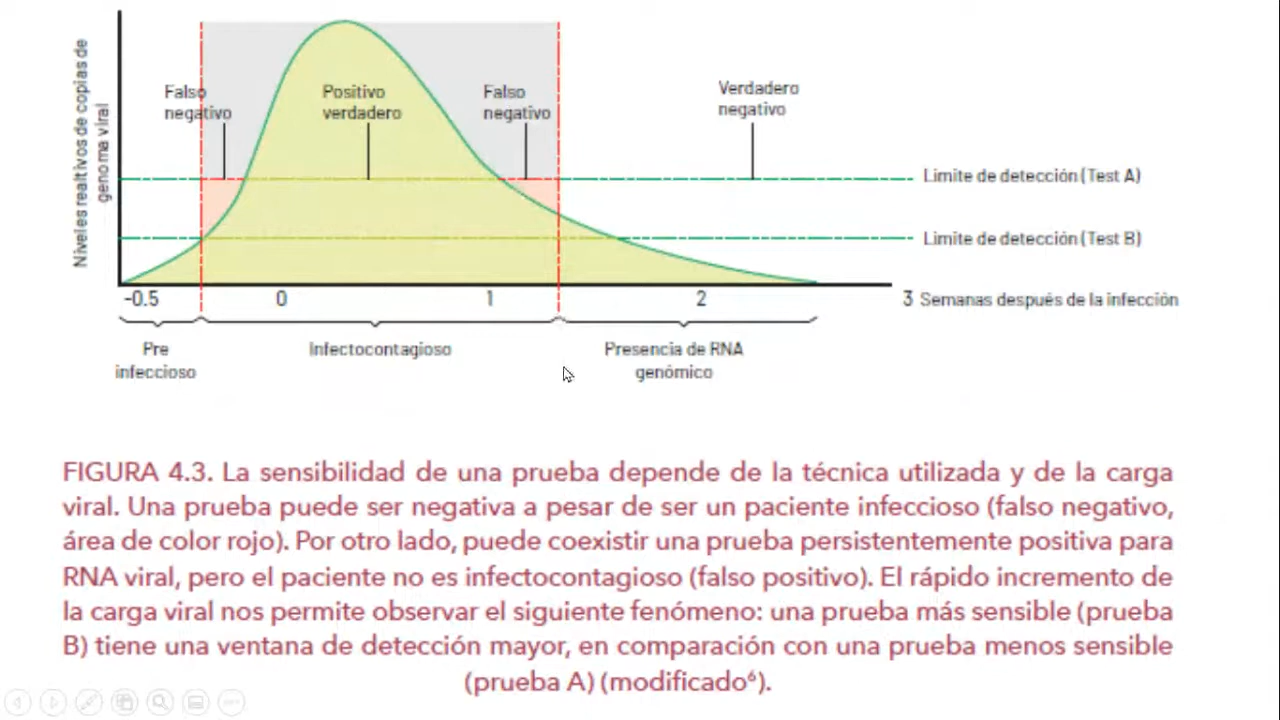 Niveles realtivos de copias de
genoma viral
Falso
negativo
Positivo
verdadero
Falso
negativo
Verdadero
negativo
Limite de detección (Test A)
Limite de detección (Test B)
-0.5 0 1 2 3 Semanas después de la infección
Pre
infeccioso
Infectocontagioso
Presencia de RNA
genómico
FIGURA 4.3. La sensibilidad de una prueba depende de la técnica utilizada y de la carga
viral. Una prueba puede ser negativa a pesar de ser un paciente infeccioso (falso negativo,
área de color rojo). Por otro lado, puede coexistir una prueba persistentemente positiva para
RNA viral, pero el paciente no es infectocontagioso (falso positivo). El rápido incremento de
la carga viral nos permite observar el siguiente fenómeno: una prueba más sensible (prueba
B) tiene una ventana de detección mayor, en comparación con una prueba menos sensible
(prueba A) (modificado⁶).